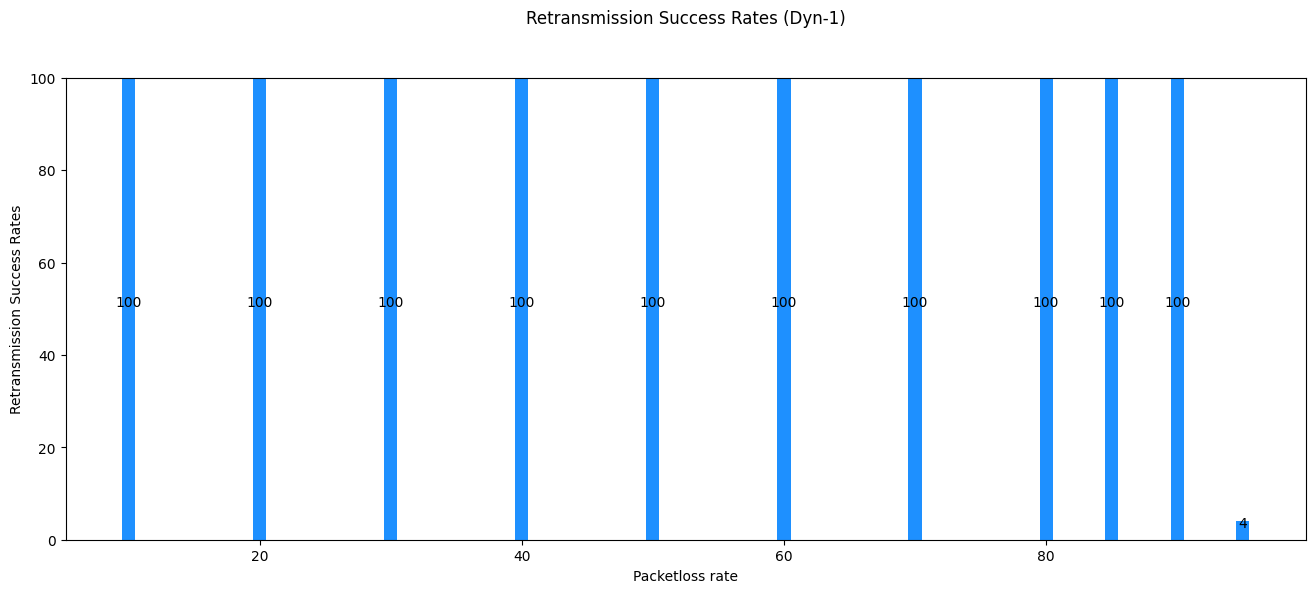 Retransmission Success Rates (Dyn-1)
100
80
60
40
20
0
Retransmission Success Rates
100 100 100 100 100 100 100 100 100 100
4
20 40 60 80
Packetloss rate